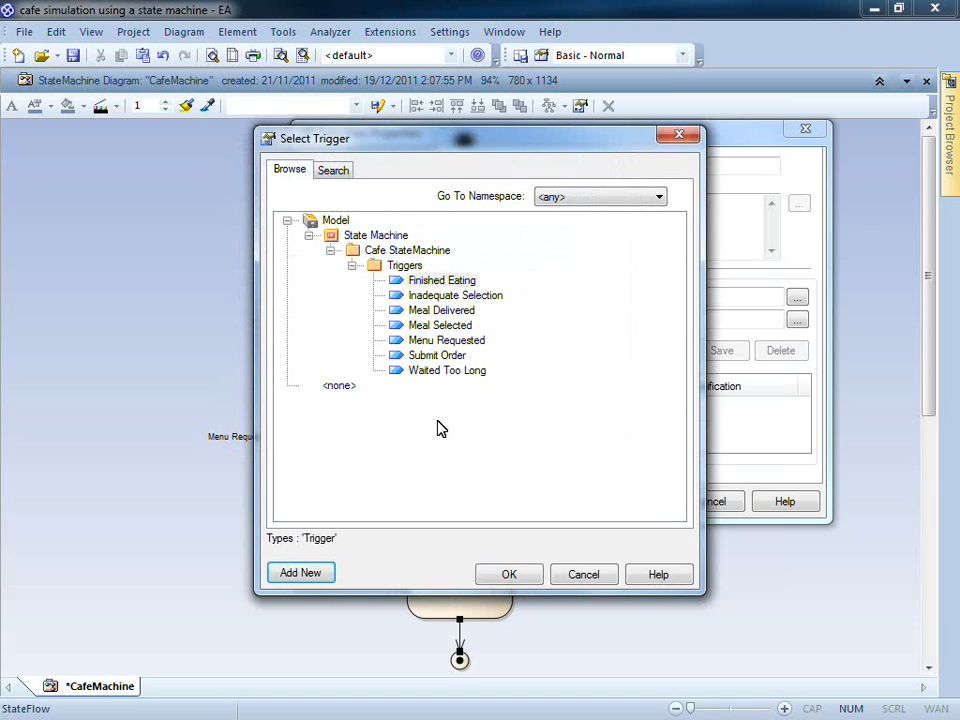 cafe simulation using a state machine - EA
File Edit View Project Diagram Element Tools Analyzer Extensions Settings Window Help
<default> Basic - Normal
StateMachine Diagram: "CafeMachine" created: 21/11/2011 modified: 19/12/2011 2:07:55 PM 94% 780 x 1134
1
Project Browser
Select Trigger
Browse Search
Go To Namespace: <any>
Model
State Machine
Cafe StateMachine
Triggers
Finished Eating
Inadequate Selection
Meal Delivered
Meal Selected
Menu Requested
Submit Order
Waited Too Long
<none>
... 
...
...
Save Delete
Menu
Help
Types : 'Trigger'
Add New OK Cancel Help
*CafeMachine
StateFlow CAP NUM SCRL WAN